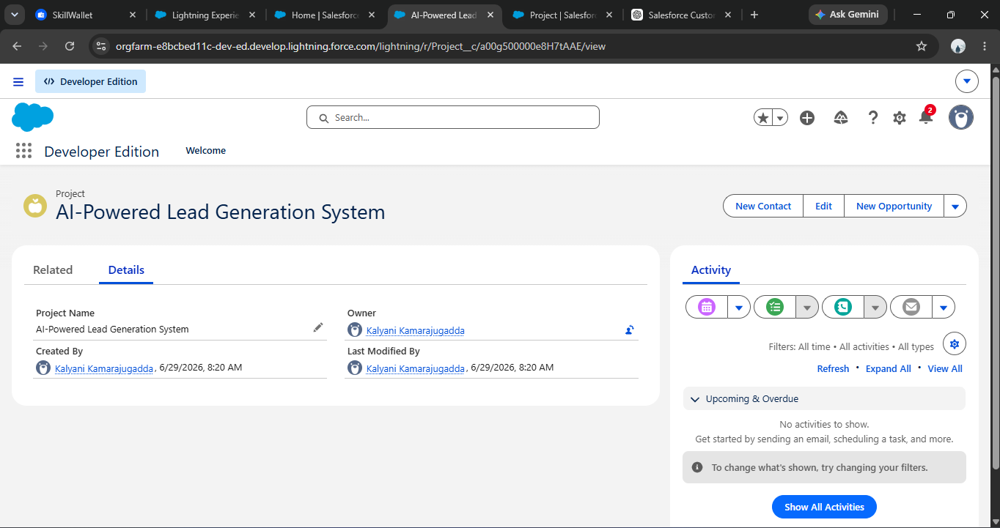 SkillWallet
Lightning Experie
Home | Salesforc
AI-Powered Lead
Project | Salesfor
Salesforce Custor
Ask Gemini
orgfarm-e8bcbed11c-dev-ed.develop.lightning.force.com/lightning/r/Project__c/a00g500000e8H7tAAE/view
</> Developer Edition
Search...
2
Developer Edition
Welcome
Project
AI-Powered Lead Generation System
New Contact
Edit
New Opportunity
Related
Details
Activity
Project Name
AI-Powered Lead Generation System
Owner
Kalyani Kamarajugadda
Created By
Kalyani Kamarajugadda, 6/29/2026, 8:20 AM
Last Modified By
Kalyani Kamarajugadda, 6/29/2026, 8:20 AM
Filters: All time • All activities • All types
Refresh • Expand All • View All
Upcoming & Overdue
No activities to show.
Get started by sending an email, scheduling a task, and more.
To change what's shown, try changing your filters.
Show All Activities